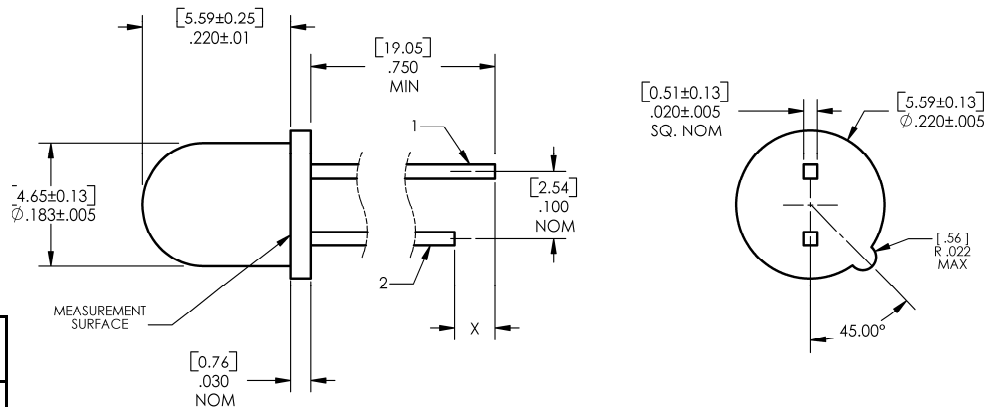 [5.59±0.25]
.220±.01
[19.05]
.750
MIN
1
[0.51±0.13]
.020±.005
SQ. NOM
[5.59±0.13]
∅.220±.005
4.65±0.13]
∅.183±.005
[2.54]
.100
NOM
[.56]
R .022
MAX
2
MEASUREMENT
SURFACE
X
45.00°
[0.76]
.030
NOM